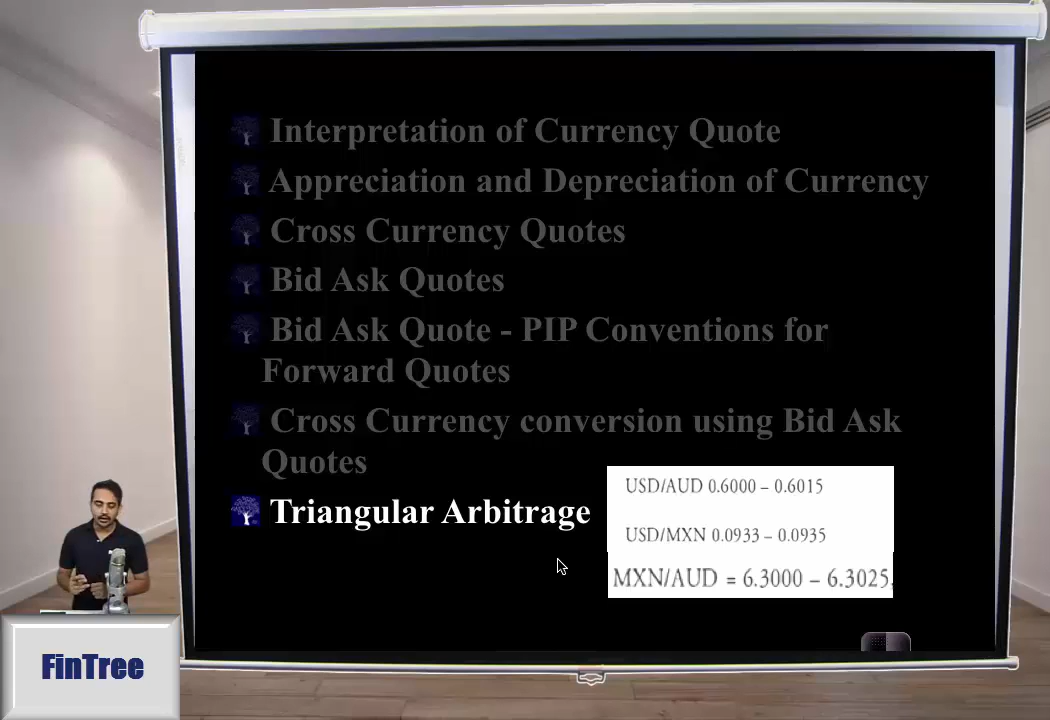 Interpretation of Currency Quote
Appreciation and Depreciation of Currency
Cross Currency Quotes
Bid Ask Quotes
Bid Ask Quote - PIP Conventions for
Forward Quotes
Cross Currency conversion using Bid Ask
Quotes
Triangular Arbitrage
USD/AUD 0.6000 – 0.6015
USD/MXN 0.0933 – 0.0935
MXN/AUD = 6.3000 – 6.3025.
FinTree